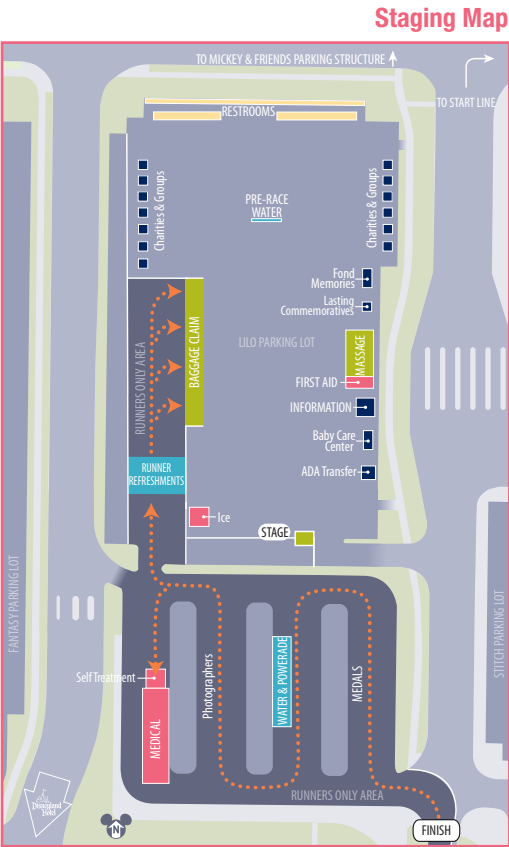 Staging Map
TO MICKEY & FRIENDS PARKING STRUCTURE
TO START LINE
RESTROOMS
Charities & Groups
PRE-RACE
WATER
Charities & Groups
Fond
Memories
Lasting
Commemoratives
RUNNERS ONLY AREA
BAGGAGE CLAIM
LILO PARKING LOT
MASSAGE
FIRST AID
INFORMATION
Baby Care
Center
ADA Transfer
RUNNER
REFRESHMENTS
Ice
STAGE
FANTASY PARKING LOT
STITCH PARKING LOT
Self Treatment
MEDICAL
Photographers
WATER & POWERADE
MEDALS
RUNNERS ONLY AREA
Disneyland
Hotel
N
FINISH